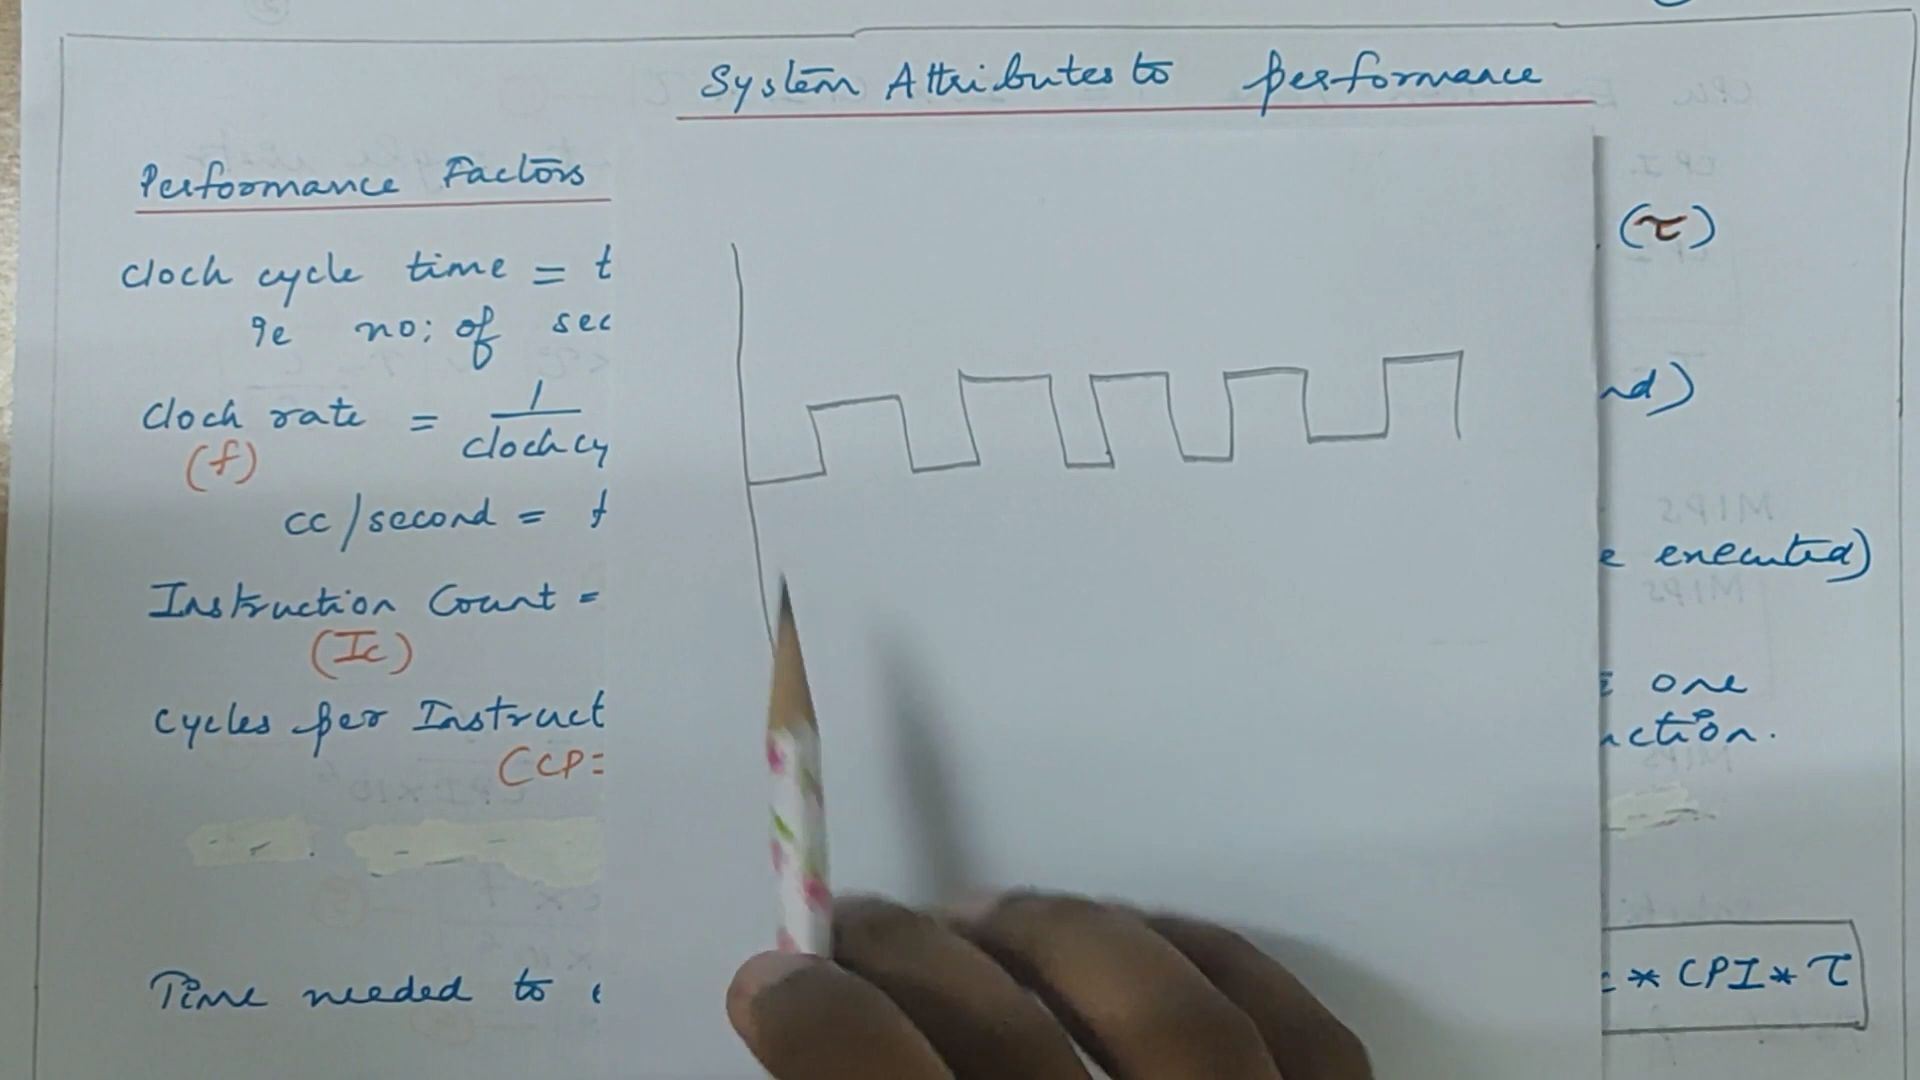 System Attributes to performance
Performance Factors
Clock cycle time = t
(τ)
ie no; of sec
Clock rate = 1 / clock cy
nd)
(f)
cc/second = f
Instruction Count =
e executed)
(Ic)
one
Cycles per Instruct
ction.
(CP=
Time needed to e
c * CPI * τ